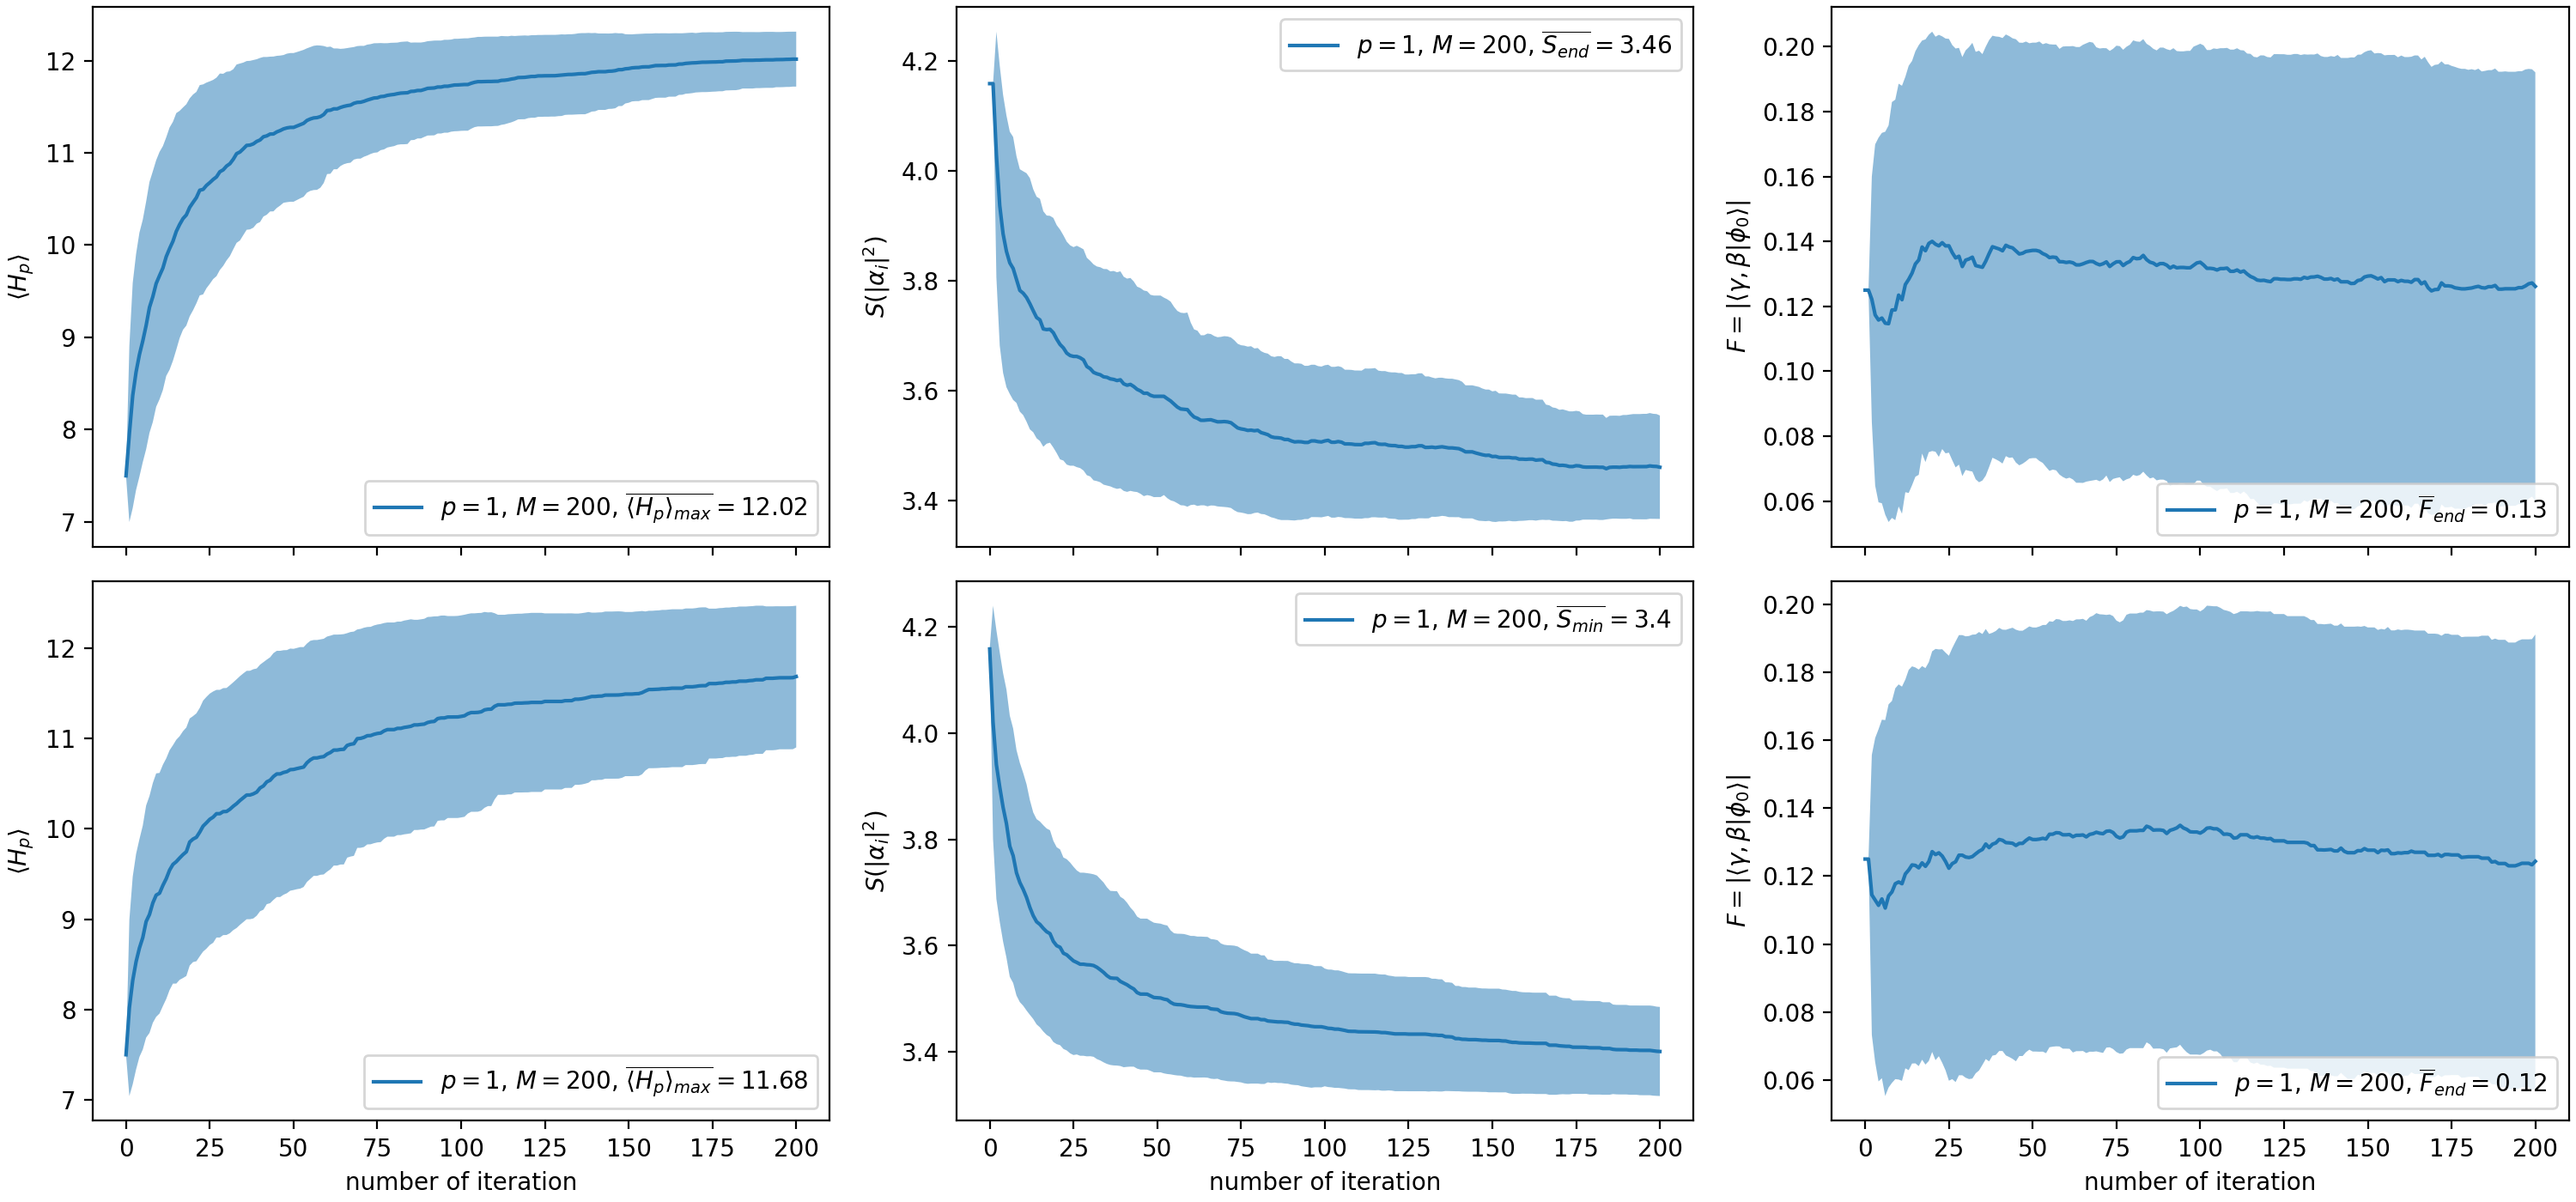 12
11
10
9
8
7
⟨H_p⟩
p = 1, M = 200, \overline{⟨H_p⟩_{max}} = 12.02
4.2
4.0
3.8
3.6
3.4
S(|α_i|^2)
p = 1, M = 200, \overline{S_{end}} = 3.46
0.20
0.18
0.16
0.14
0.12
0.10
0.08
0.06
F = |⟨γ, β|ϕ_0⟩|
p = 1, M = 200, \overline{F}_{end} = 0.13
12
11
10
9
8
7
⟨H_p⟩
p = 1, M = 200, \overline{⟨H_p⟩_{max}} = 11.68
0 25 50 75 100 125 150 175 200
number of iteration
4.2
4.0
3.8
3.6
3.4
S(|α_i|^2)
p = 1, M = 200, \overline{S_{min}} = 3.4
0 25 50 75 100 125 150 175 200
number of iteration
0.20
0.18
0.16
0.14
0.12
0.10
0.08
0.06
F = |⟨γ, β|ϕ_0⟩|
p = 1, M = 200, \overline{F}_{end} = 0.12
0 25 50 75 100 125 150 175 200
number of iteration